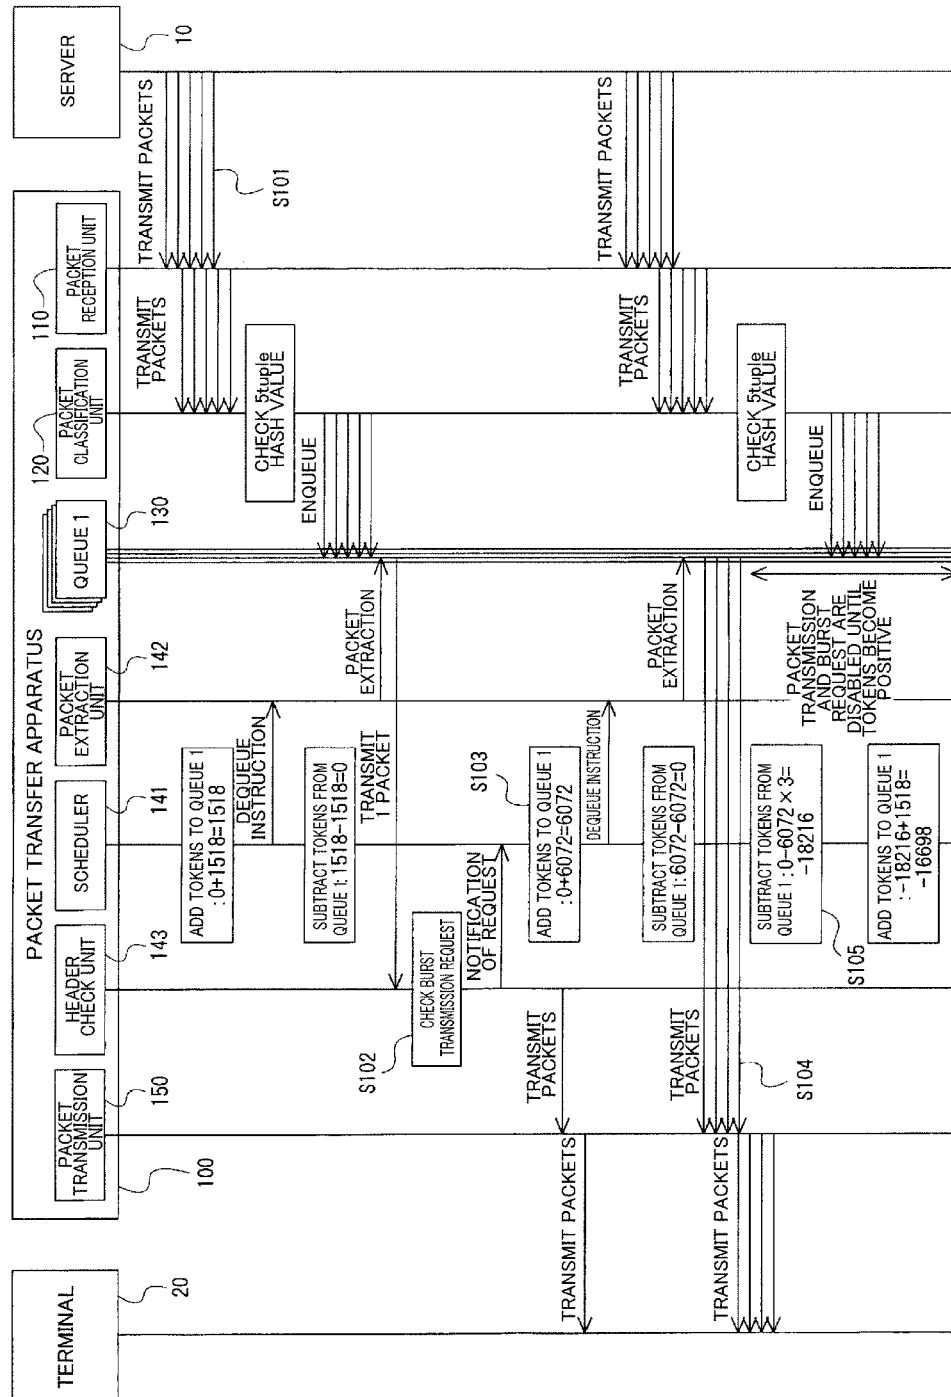 SERVER
10
PACKET TRANSFER APPARATUS
PACKET
RECEPTION UNIT
110
PACKET
CLASSIFICATION
UNIT
120
QUEUE 1
130
PACKET
EXTRACTION
UNIT
142
SCHEDULER
141
HEADER
CHECK UNIT
143
PACKET
TRANSMISSION
UNIT
150
100
TERMINAL
20
TRANSMIT PACKETS
S101
TRANSMIT
PACKETS
CHECK 5tuple
HASH VALUE
ENQUEUE
ADD TOKENS TO QUEUE 1
: 0+1518=1518
DEQUEUE
INSTRUCTION
SUBTRACT TOKENS FROM
QUEUE 1: 1518-1518=0
PACKET
EXTRACTION
TRANSMIT
1 PACKET
CHECK BURST
TRANSMISSION REQUEST
S102
NOTIFICATION
OF REQUEST
S103
ADD TOKENS TO QUEUE 1
: 0+6072=6072
TRANSMIT
PACKETS
TRANSMIT PACKETS
DEQUEUE INSTRUCTION
SUBTRACT TOKENS FROM
QUEUE 1: 6072-6072=0
PACKET
EXTRACTION
TRANSMIT
PACKETS
S104
TRANSMIT PACKETS
TRANSMIT PACKETS
TRANSMIT
PACKETS
CHECK 5tuple
HASH VALUE
ENQUEUE
SUBTRACT TOKENS FROM
QUEUE 1 : 0-6072×3=
-18216
S105
PACKET
TRANSMISSION
AND BURST
REQUEST ARE
DISABLED UNTIL
TOKENS BECOME
POSITIVE
ADD TOKENS TO QUEUE 1
: -18216+1518=
-16698